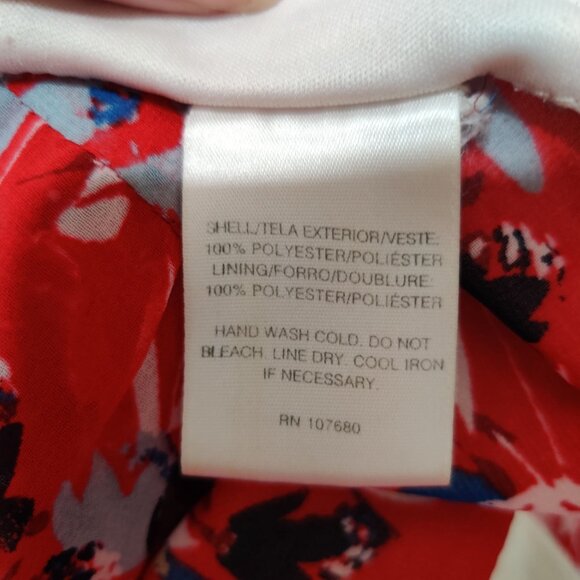 SHELL/TELA EXTERIOR/VESTE:
100% POLYESTER/POLIÉSTER
LINING/FORRO/DOUBLURE:
100% POLYESTER/POLIÉSTER
HAND WASH COLD. DO NOT
BLEACH. LINE DRY. COOL IRON
IF NECESSARY.
RN 107680